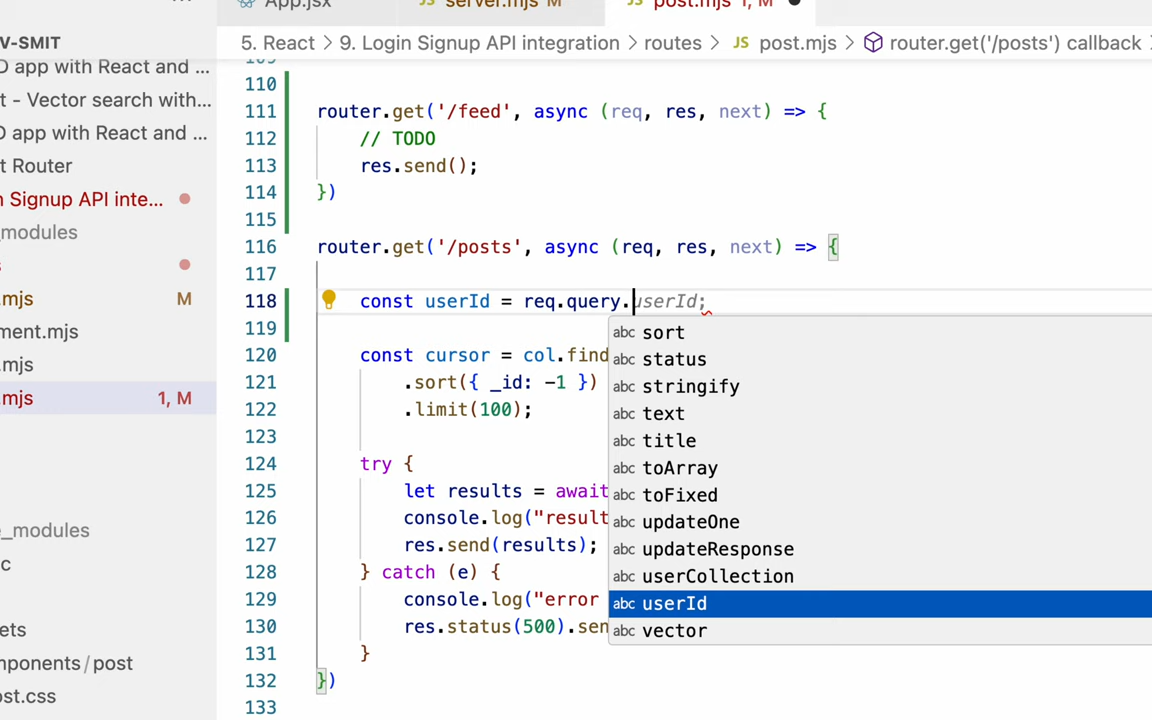 App.jsx
JS server.mjs M
JS post.mjs 1, M
V-SMIT
5. React > 9. Login Signup API integration > routes > JS post.mjs > router.get('/posts') callback
D app with React and ...
t - Vector search with...
D app with React and ...
t Router
n Signup API inte...
_modules
s
.mjs M
ment.mjs
.mjs
.mjs 1, M
e_modules
c
ets
mponents/post
ost.css
109
110
111 router.get('/feed', async (req, res, next) => {
112 // TODO
113 res.send();
114 })
115
116 router.get('/posts', async (req, res, next) => {
117
118 const userId = req.query.userId;
119
120 const cursor = col.find
121 .sort({ _id: -1 })
122 .limit(100);
123
124 try {
125 let results = await
126 console.log("result
127 res.send(results);
128 } catch (e) {
129 console.log("error
130 res.status(500).sen
131 }
132 })
133
abc sort
abc status
abc stringify
abc text
abc title
abc toArray
abc toFixed
abc updateOne
abc updateResponse
abc userCollection
abc userId
abc vector